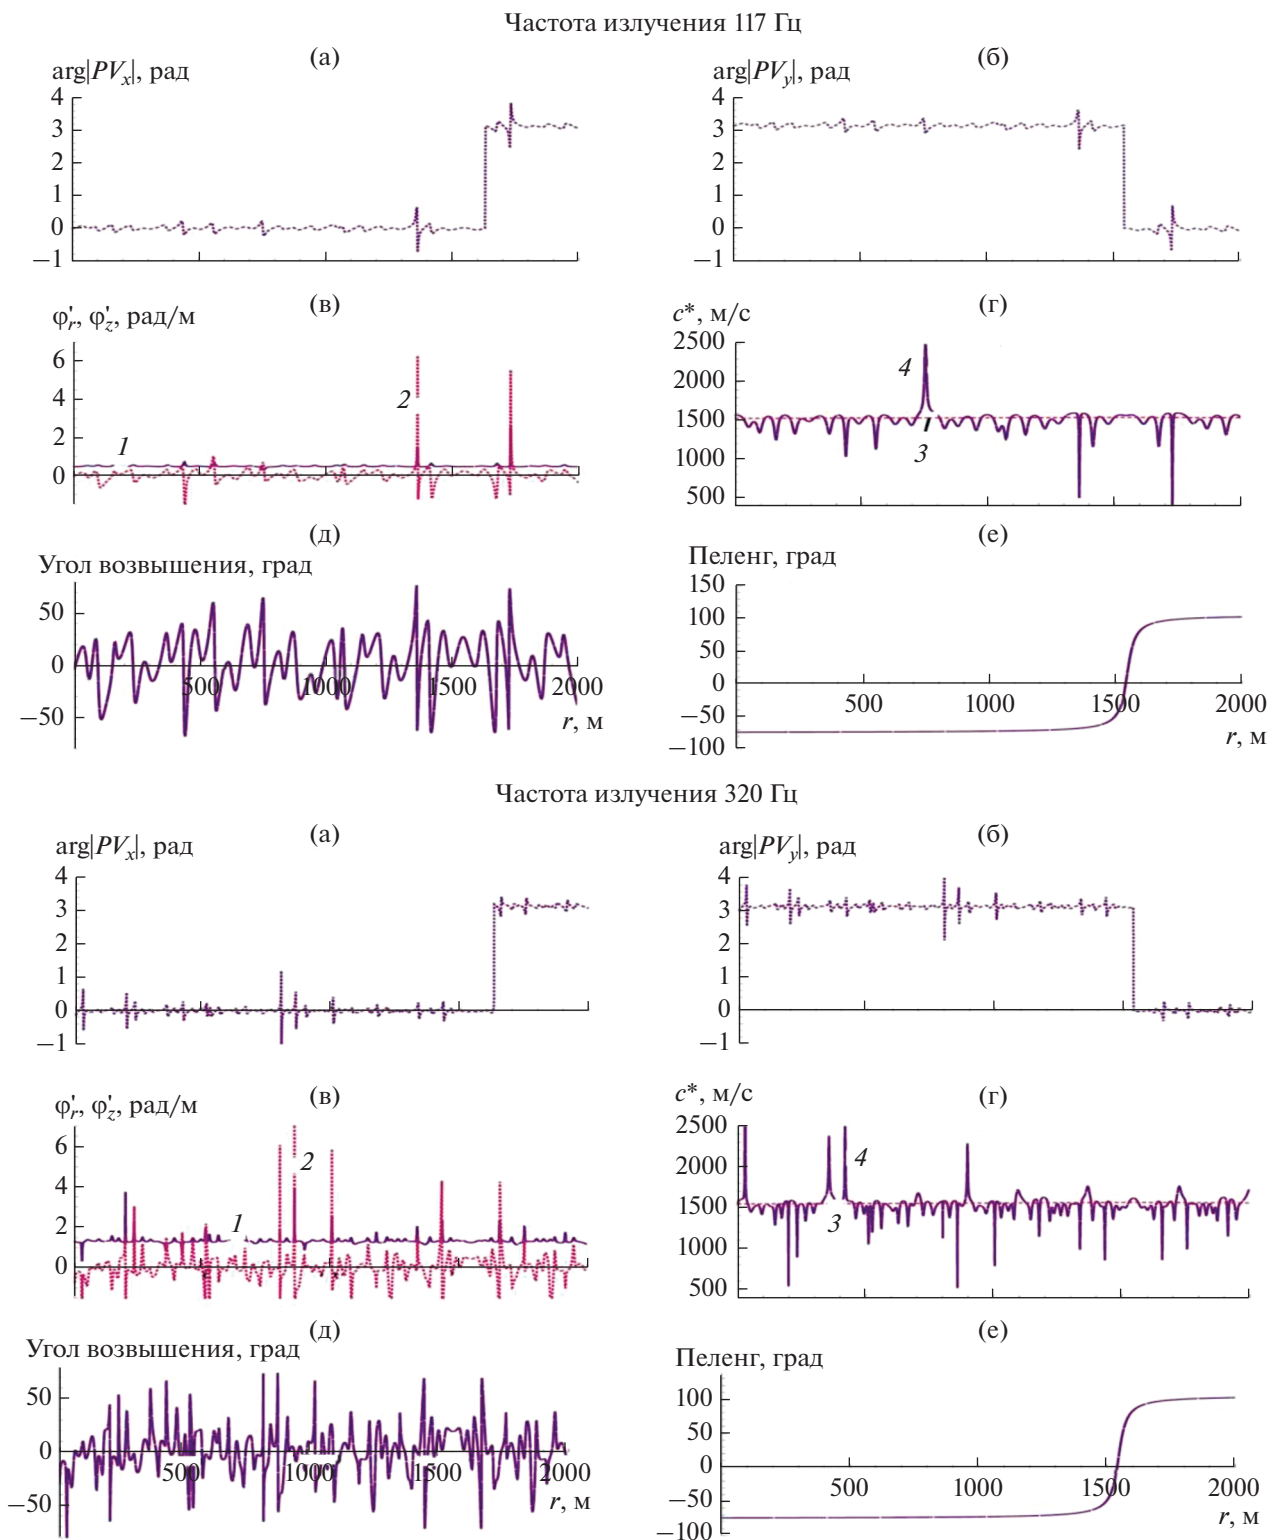 Частота излучения 117 Гц
(а)
arg|PVx|, рад
4
3
2
1
0
−1
(б)
arg|PVy|, рад
4
3
2
1
0
−1
(в)
φ'r, φ'z, рад/м
6
4
2
0
1
2
(г)
c*, м/с
2500
2000
1500
1000
500
4
3
(д)
Угол возвышения, град
50
0
−50
500
1000
1500
2000
r, м
(е)
Пеленг, град
150
100
50
0
−50
−100
500
1000
1500
2000
r, м
Частота излучения 320 Гц
(а)
arg|PVx|, рад
4
3
2
1
0
−1
(б)
arg|PVy|, рад
4
3
2
1
0
−1
(в)
φ'r, φ'z, рад/м
6
4
2
0
1
2
(г)
c*, м/с
2500
2000
1500
1000
500
4
3
(д)
Угол возвышения, град
50
0
−50
500
1000
1500
2000
r, м
(е)
Пеленг, град
100
50
0
−50
−100
500
1000
1500
2000
r, м